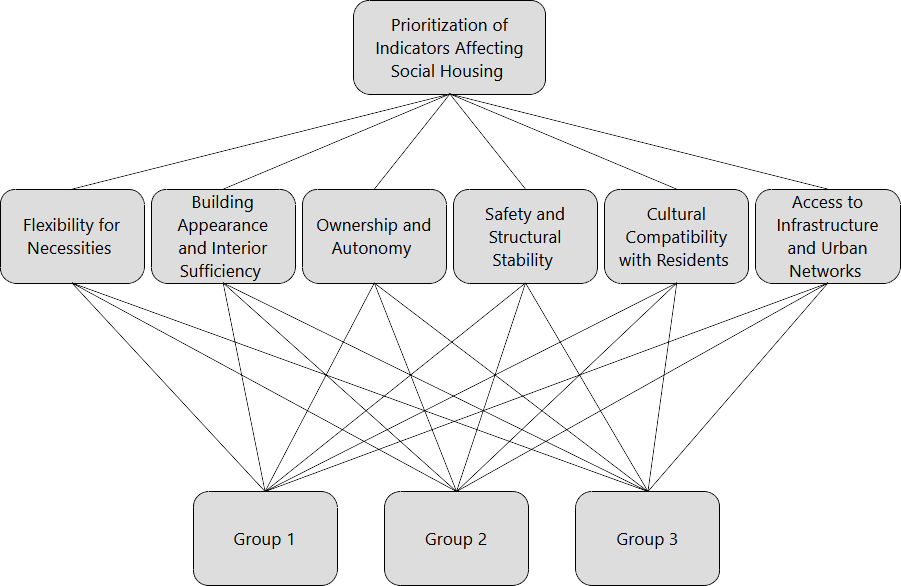 Prioritization of
Indicators Affecting
Social Housing
Flexibility for
Necessities
Building
Appearance
and Interior
Sufficiency
Ownership and
Autonomy
Safety and
Structural
Stability
Cultural
Compatibility
with Residents
Access to
Infrastructure
and Urban
Networks
Group 1
Group 2
Group 3